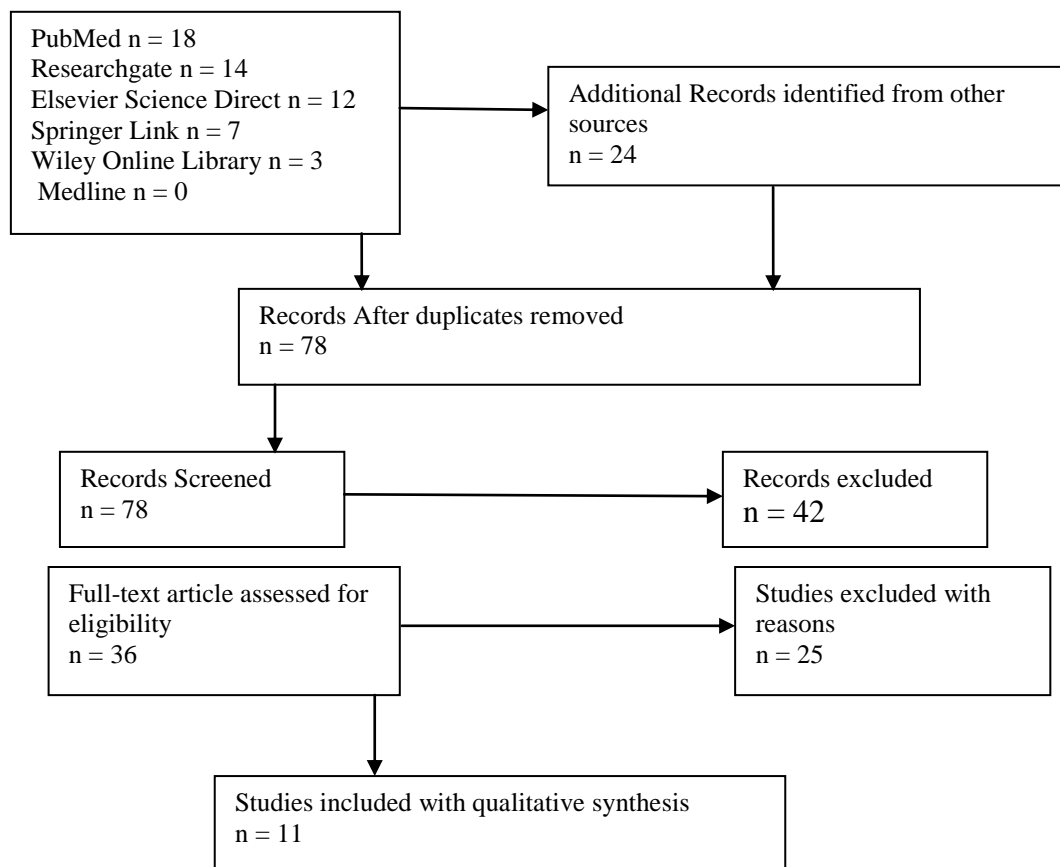 PubMed n = 18
Researchgate n = 14
Elsevier Science Direct n = 12
Springer Link n = 7
Wiley Online Library n = 3
Medline n = 0
Additional Records identified from other
sources
n = 24
Records After duplicates removed
n = 78
Records Screened
n = 78
Records excluded
n = 42
Full-text article assessed for
eligibility
n = 36
Studies excluded with
reasons
n = 25
Studies included with qualitative synthesis
n = 11